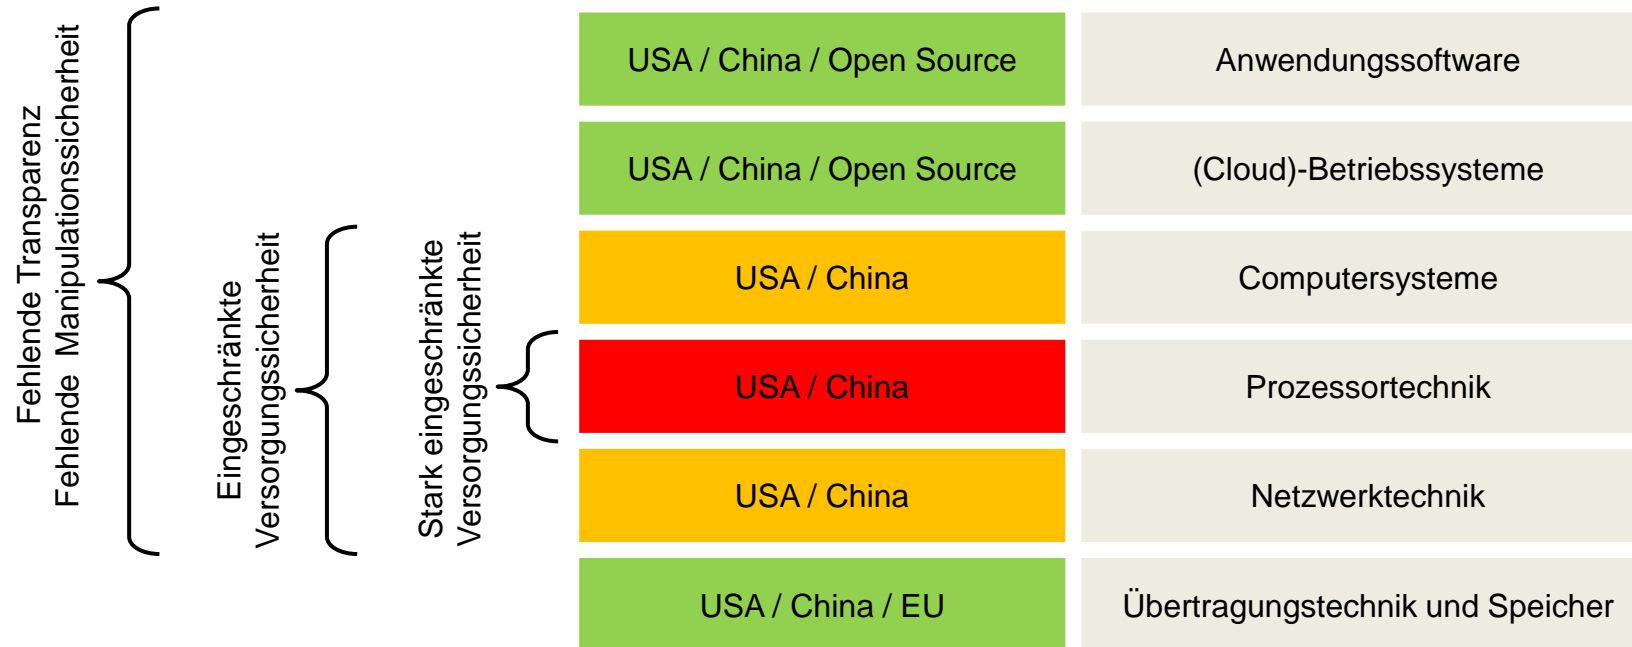 Fehlende Transparenz
Fehlende Manipulationssicherheit
Eingeschränkte
Versorgungssicherheit
Stark eingeschränkte
Versorgungssicherheit
USA / China / Open Source
Anwendungssoftware
USA / China / Open Source
(Cloud)-Betriebssysteme
USA / China
Computersysteme
USA / China
Prozessortechnik
USA / China
Netzwerktechnik
USA / China / EU
Übertragungstechnik und Speicher